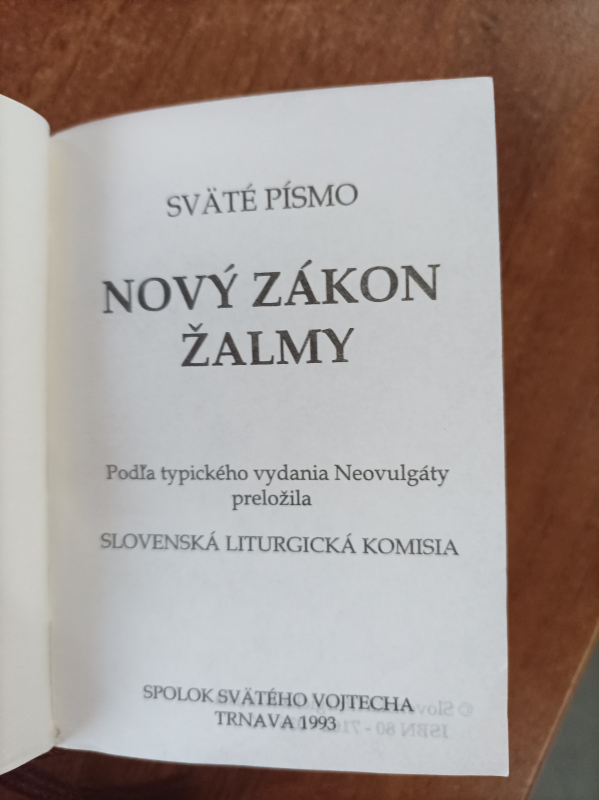 SVÄTÉ PÍSMO
NOVÝ ZÁKON
ŽALMY
Podľa typického vydania Neovulgáty
preložila
SLOVENSKÁ LITURGICKÁ KOMISIA
SPOLOK SVÄTÉHO VOJTECHA
TRNAVA 1993